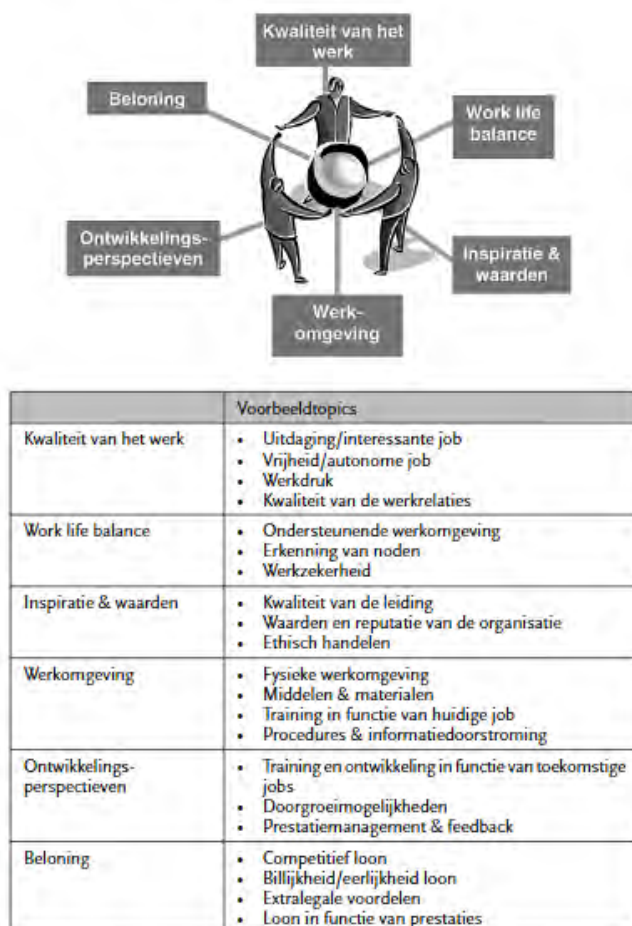 Kwaliteit van het
werk
Beloning
Work life
balance
Ontwikkelings-
perspectieven
Inspiratie &
waarden
Werk-
omgeving
Voorbeeldtopics
Kwaliteit van het werk
• Uitdaging/interessante job
• Vrijheid/autonome job
• Werkdruk
• Kwaliteit van de werkrelaties
Work life balance
• Ondersteunende werkomgeving
• Erkenning van noden
• Werkzekerheid
Inspiratie & waarden
• Kwaliteit van de leiding
• Waarden en reputatie van de organisatie
• Ethisch handelen
Werkomgeving
• Fysieke werkomgeving
• Middelen & materialen
• Training in functie van huidige job
• Procedures & informatiedoorstroming
Ontwikkelings-
perspectieven
• Training en ontwikkeling in functie van toekomstige
jobs
• Doorgroeimogelijkheden
• Prestatiemanagement & feedback
Beloning
• Competitief loon
• Billijkheid/eerlijkheid loon
• Extralegale voordelen
• Loon in functie van prestaties